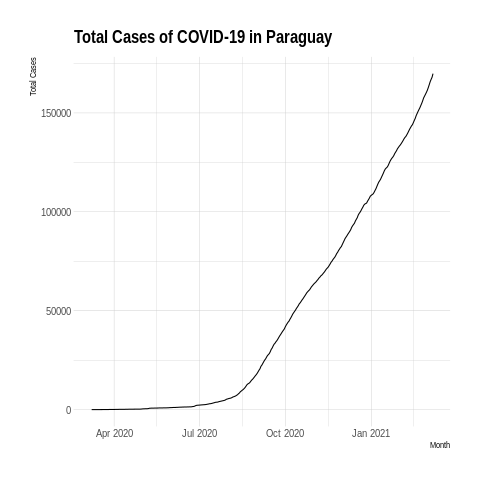 Total Cases of COVID-19 in Paraguay
Total Cases
150000
100000
50000
0
Apr 2020 Jul 2020 Oct 2020 Jan 2021
Month